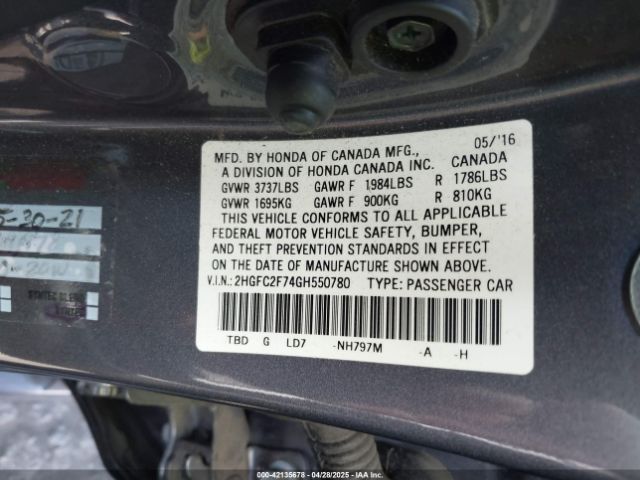 05/'16
MFD. BY HONDA OF CANADA MFG., CANADA
A DIVISION OF HONDA CANADA INC.
GVWR 3737LBS GAWR F 1984LBS R 1786LBS
GVWR 1695KG GAWR F 900KG R 810KG
THIS VEHICLE CONFORMS TO ALL APPLICABLE
FEDERAL MOTOR VEHICLE SAFETY, BUMPER,
AND THEFT PREVENTION STANDARDS IN EFFECT
ON THE DATE OF MANUFACTURE SHOWN ABOVE.
V.I.N.: 2HGFC2F74GH550780 TYPE: PASSENGER CAR
TBD G LD7 -NH797M -A -H
5-20-21
000-42135678 - 04/28/2025 - IAA Inc.